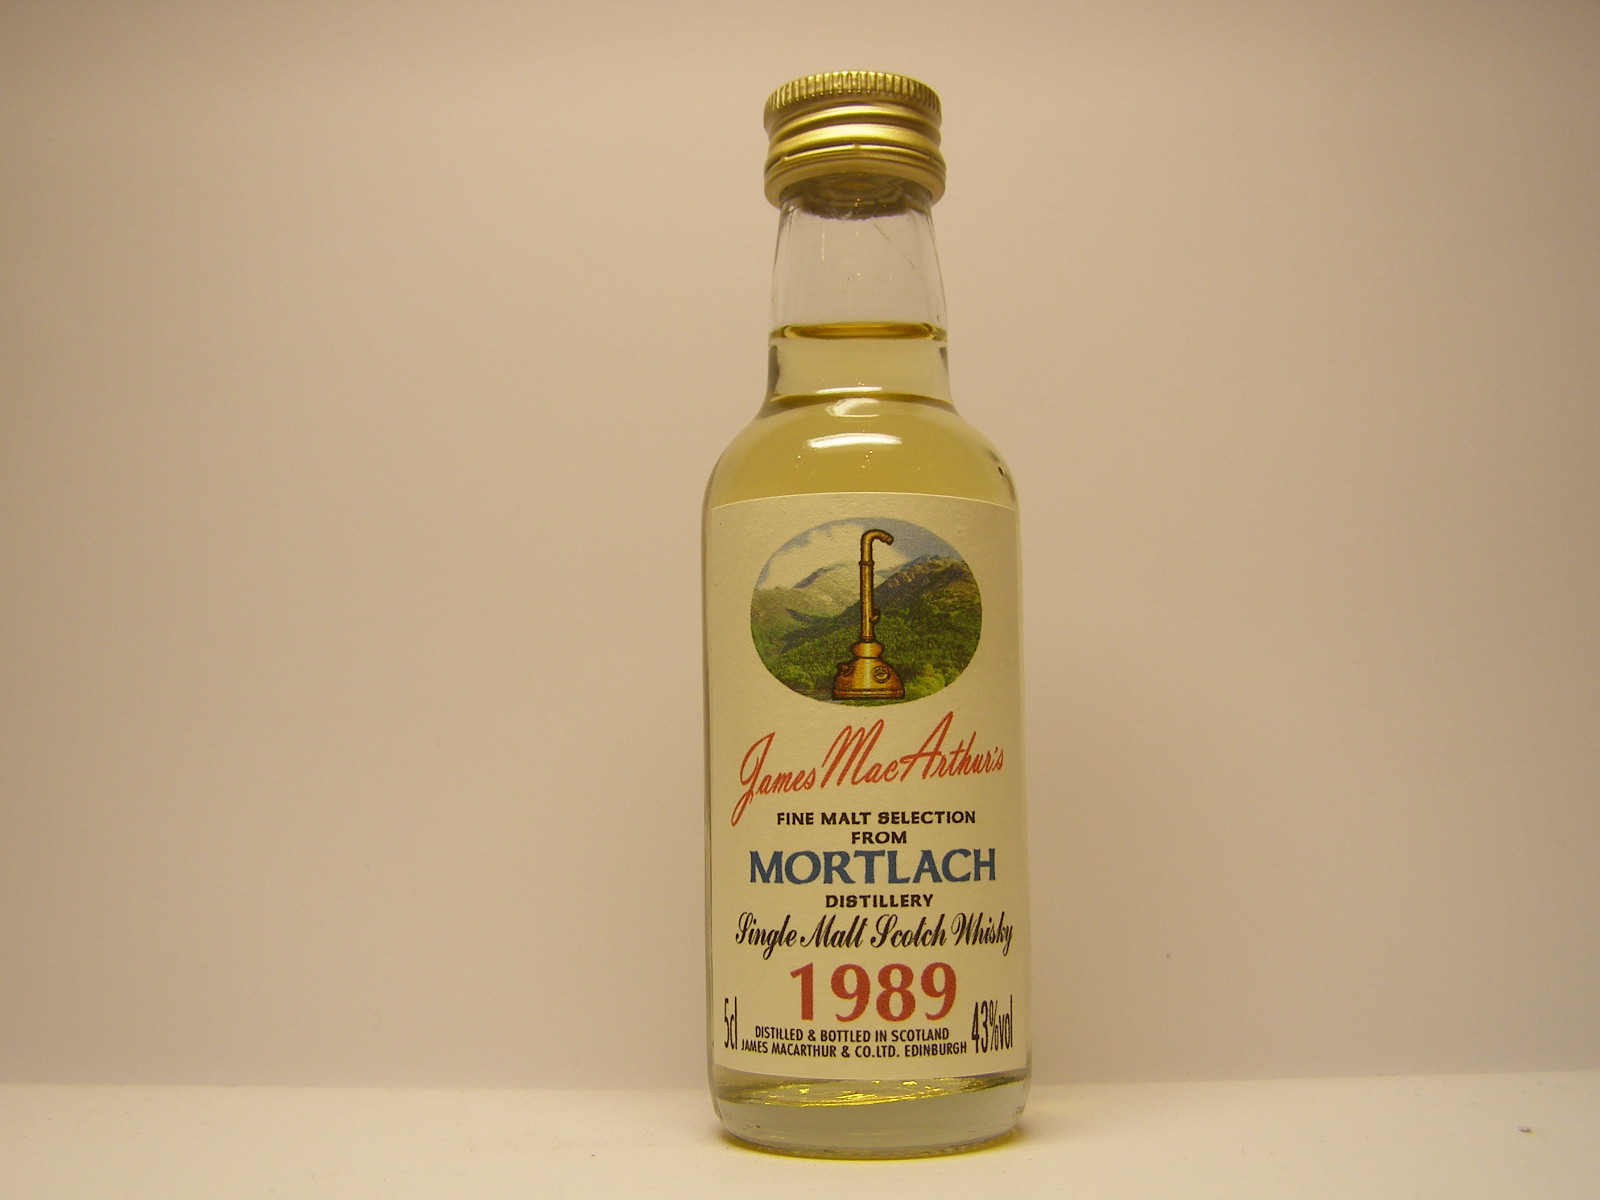 James MacArthur's
FINE MALT SELECTION
FROM
MORTLACH
DISTILLERY
Single Malt Scotch Whisky
1989
5cl
DISTILLED & BOTTLED IN SCOTLAND
JAMES MACARTHUR & CO.LTD. EDINBURGH
43%vol